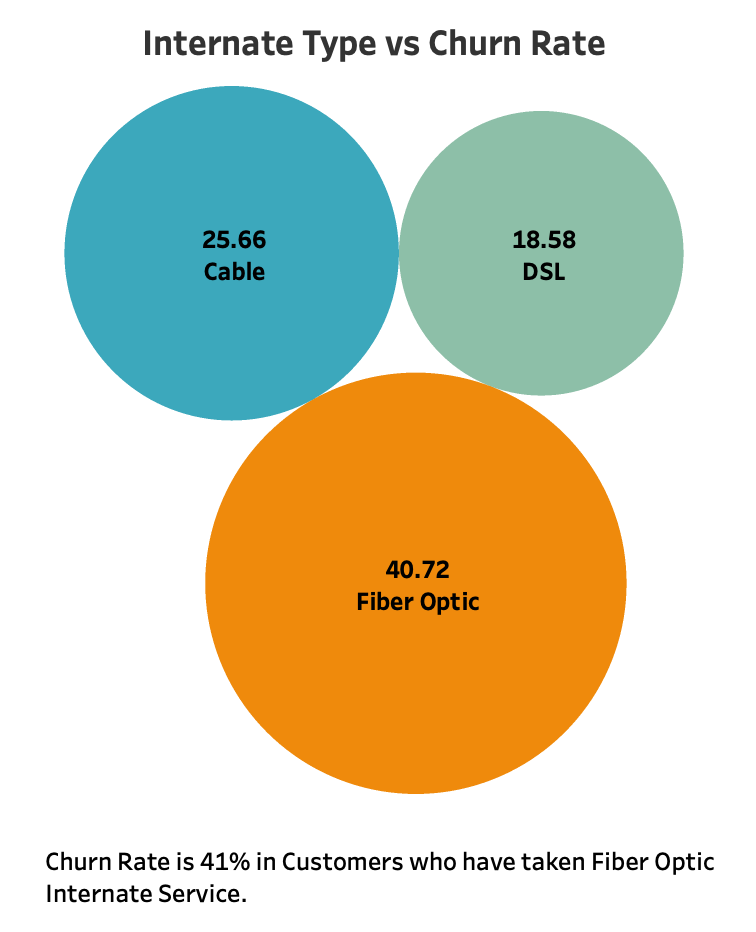 Internate Type vs Churn Rate
25.66
Cable
18.58
DSL
40.72
Fiber Optic
Churn Rate is 41% in Customers who have taken Fiber Optic
Internate Service.